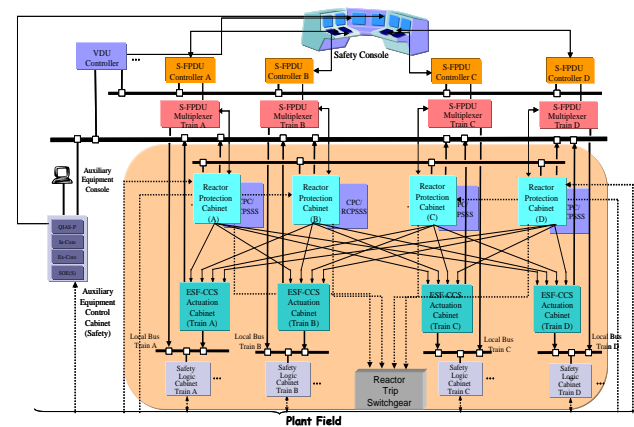 VDU
Controller
...
Safety Console
S-FPDU
Controller A
S-FPDU
Controller B
S-FPDU
Controller C
S-FPDU
Controller D
S-FPDU
Multiplexer
Train A
S-FPDU
Multiplexer
Train B
S-FPDU
Multiplexer
Train C
S-FPDU
Multiplexer
Train D
Auxiliary
Equipment
Console
Reactor
Protection
Cabinet
(A)
CPC/
CPSSS
Reactor
Protection
Cabinet
(B)
CPC/
RCPSSS
Reactor
Protection
Cabinet
(C)
PC/
PSSS
Reactor
Protection
Cabinet
(D)
CPC/
CPSSS
QIAS-P
In-Core
Ex-Core
SOE(S)
Auxiliary
Equipment
Control
Cabinet
(Safety)
ESF-CCS
Actuation
Cabinet
(Train A)
ESF-CCS
Actuation
Cabinet
(Train B)
ESF-CCS
Actuation
Cabinet
(Train C)
ESF-CCS
Actuation
Cabinet
(Train D)
Local Bus
Train A
Local Bus
Train B
Local Bus
Train C
Local Bus
Train D
Safety
Logic
Cabinet
Train A
...
Safety
Logic
Cabinet
Train B
...
Reactor
Trip
Switchgear
Safety
Logic
Cabinet
Train C
...
Safety
Logic
Cabinet
Train D
...
Plant Field